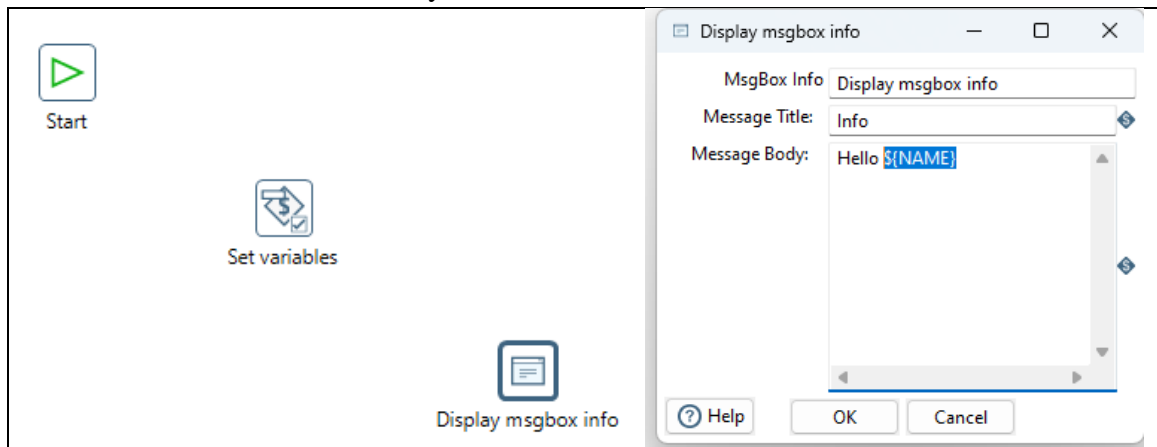 Start
Set variables
Display msgbox info
Display msgbox info
MsgBox Info Display msgbox info
Message Title: Info
Message Body: Hello ${NAME}
Help OK Cancel